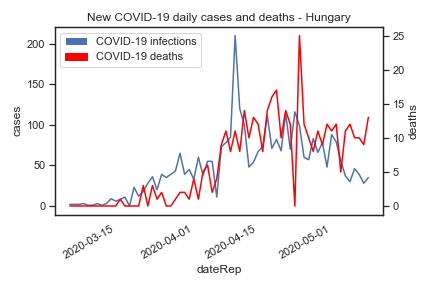 New COVID-19 daily cases and deaths - Hungary
COVID-19 infections
COVID-19 deaths
200
150
100
50
0
cases
25
20
15
10
5
0
deaths
2020-03-15
2020-04-01
2020-04-15
2020-05-01
dateRep